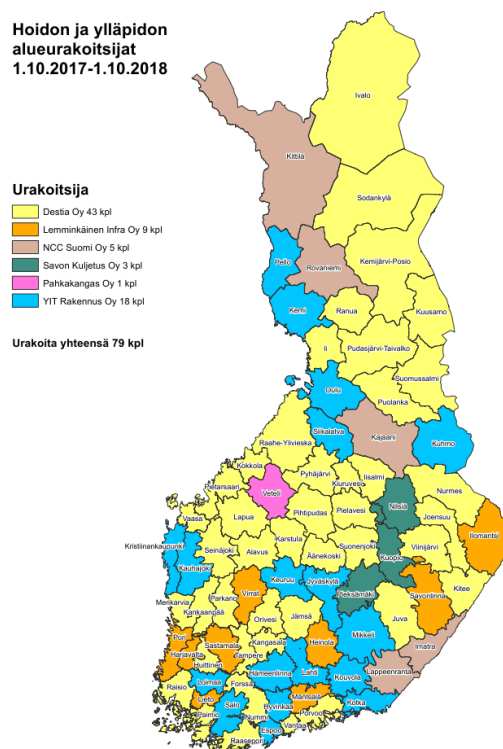 Hoidon ja ylläpidon
alueurakoitsijat
1.10.2017-1.10.2018
Urakoitsija
Destia Oy 43 kpl
Lemminkäinen Infra Oy 9 kpl
NCC Suomi Oy 5 kpl
Savon Kuljetus Oy 3 kpl
Pahkakangas Oy 1 kpl
YIT Rakennus Oy 18 kpl
Urakoita yhteensä 79 kpl
Ivalo
Kittilä
Sodankylä
Pello
Rovaniemi
Kemijärvi-Posio
Kemi
Ranua
Kuusamo
Ii
Pudasjärvi-Taivalko
Suomussalmi
Oulu
Puolanka
Siikalatva
Kajaani
Kuhmo
Raahe-Ylivieska
Kokkola
Pyhäjärvi
Iisalmi
Kiuruvesi
Pietarsaari
Veteli
Nilsiä
Nurmes
Vaasa
Lapua
Pihtipudas
Pielavesi
Joensuu
Ilomantsi
Kristiinankaupunki
Seinäjoki
Alavus
Karstula
Äänekoski
Suonenjoki
Kuopio
Viinijärvi
Kauhajoki
Keuruu
Jyväskylä
Pieksämäki
Savonlinna
Kitee
Merikarvia
Parkano
Virrat
Kankaanpää
Orivesi
Jämsä
Juva
Pori
Harjavalta
Sastamala
Kangasala
Heinola
Mikkeli
Imatra
Huittinen
Tampere
Lappeenranta
Raisio
Loimaa
Forssa
Hämeenlinna
Lahti
Kouvola
Lieto
Paimio
Salo
Nummi
Hyvinkää
Mäntsälä
Porvoo
Kotka
Raasepori
Espoo
Vantaa